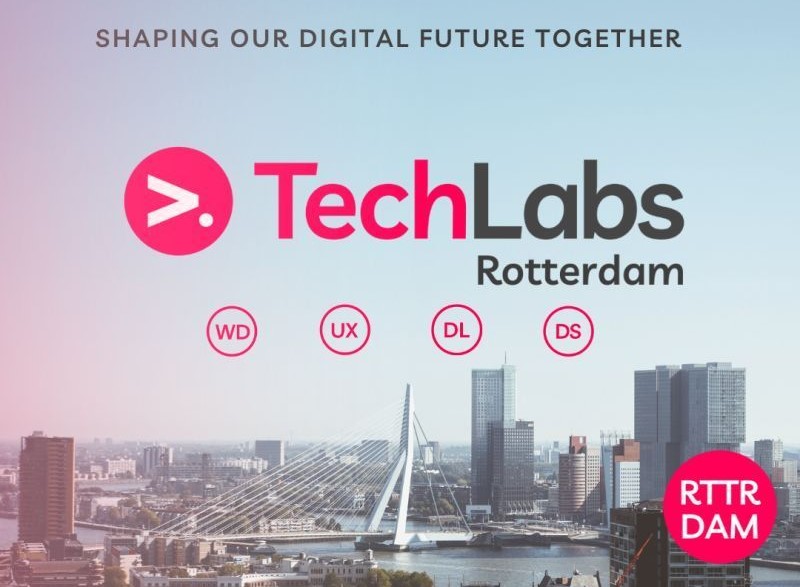 SHAPING OUR DIGITAL FUTURE TOGETHER
>. TechLabs
Rotterdam
WD UX DL DS
RTTR
DAM